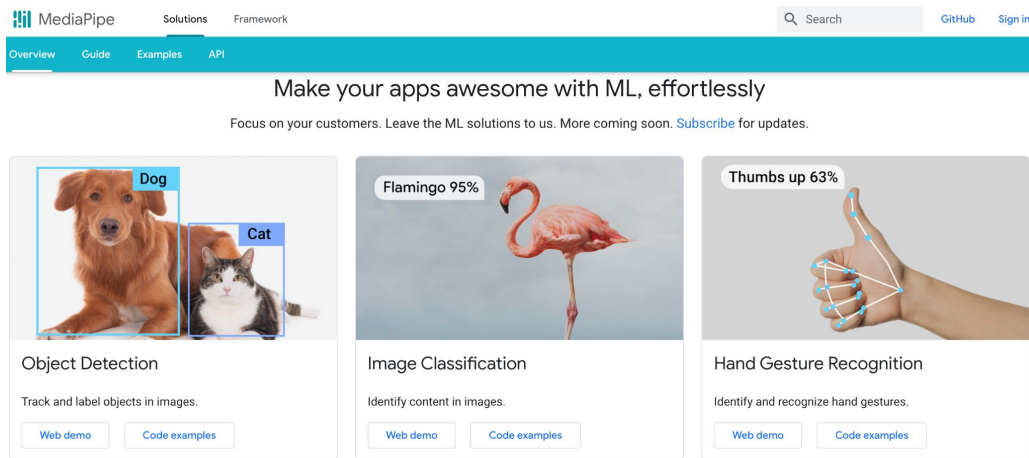 MediaPipe Solutions Framework Search GitHub Sign in
Overview Guide Examples API
Make your apps awesome with ML, effortlessly
Focus on your customers. Leave the ML solutions to us. More coming soon. Subscribe for updates.
Dog
Cat
Object Detection
Track and label objects in images.
Web demo Code examples
Flamingo 95%
Image Classification
Identify content in images.
Web demo Code examples
Thumbs up 63%
Hand Gesture Recognition
Identify and recognize hand gestures.
Web demo Code examples